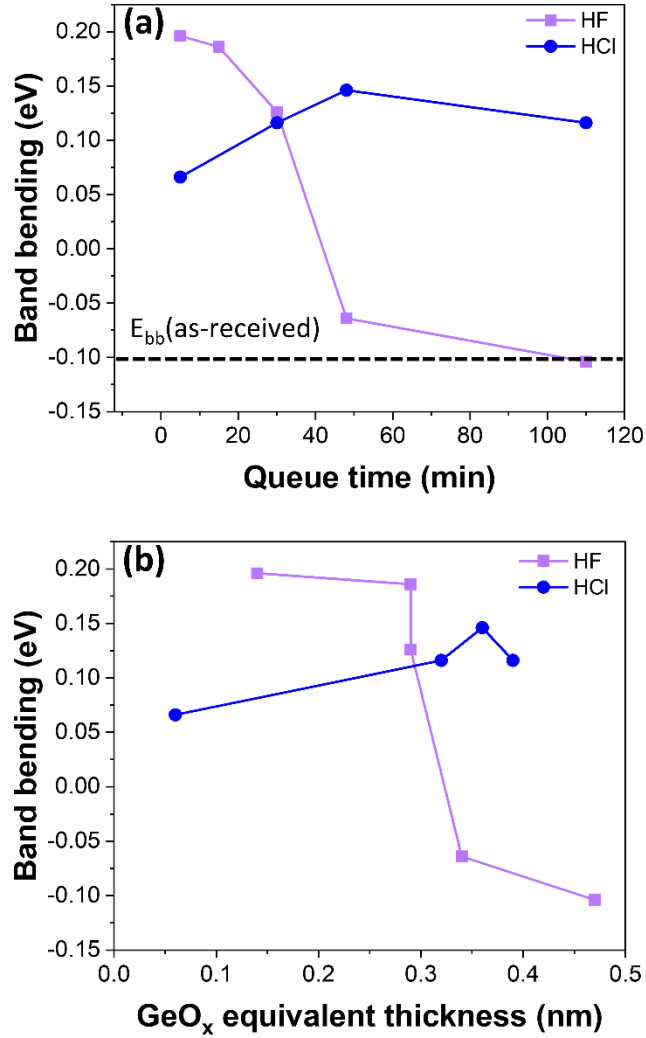 (a)
HF
HCl
0.20
0.15
0.10
0.05
0.00
-0.05
-0.10
-0.15
Band bending (eV)
E_bb(as-received)
0 20 40 60 80 100 120
Queue time (min)
(b)
HF
HCl
0.20
0.15
0.10
0.05
0.00
-0.05
-0.10
-0.15
Band bending (eV)
0.0 0.1 0.2 0.3 0.4 0.5
GeOₓ equivalent thickness (nm)